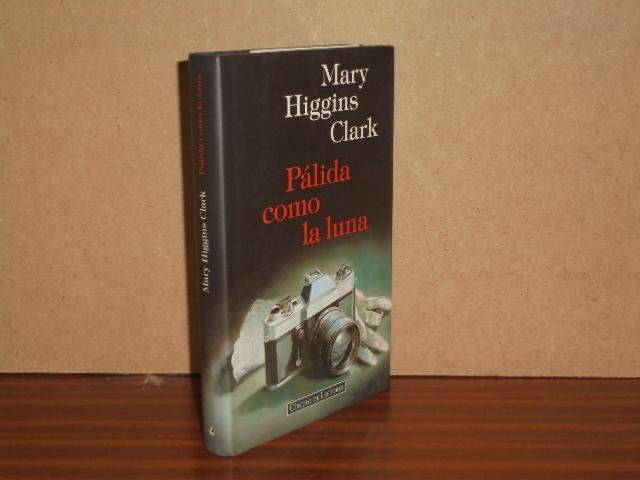 Mary
Higgins
Clark
Pálida
como
la luna
CÍRCULO DE LECTORES
Mary Higgins Clark Pálida como la luna